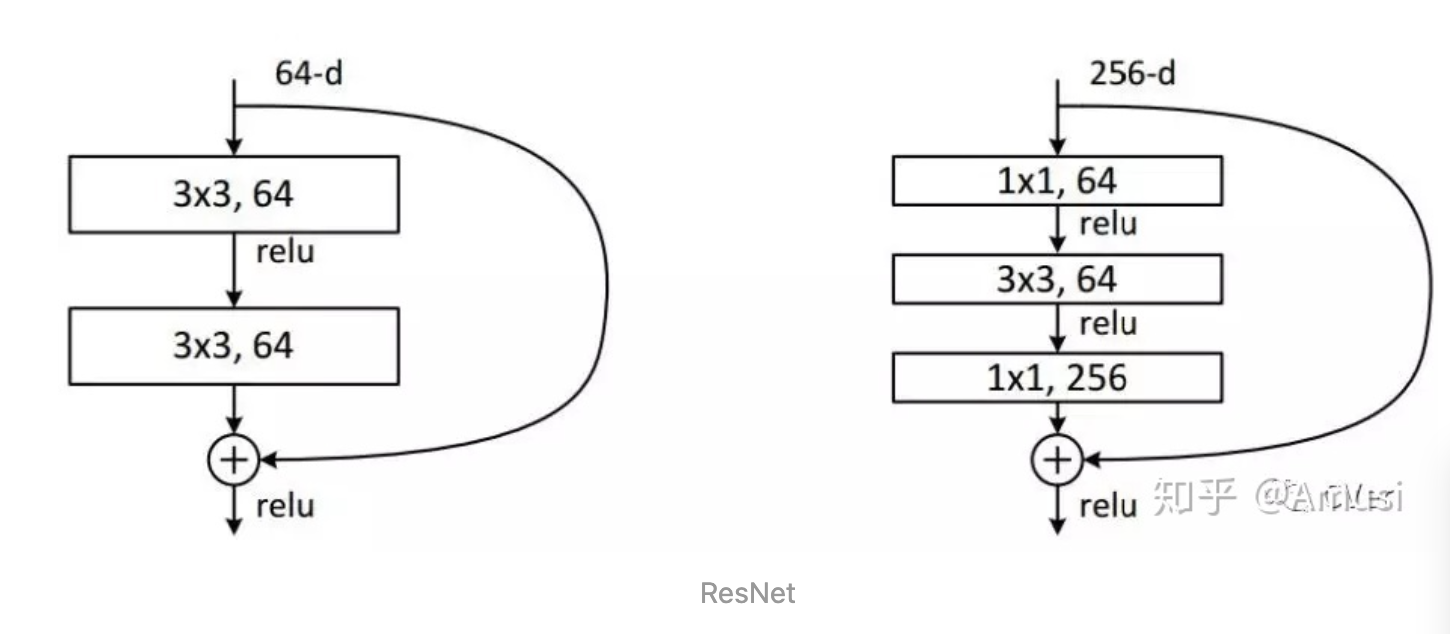 64-d
3x3, 64
relu
3x3, 64
relu
256-d
1x1, 64
relu
3x3, 64
relu
1x1, 256
relu
知乎 @Amusi
ResNet